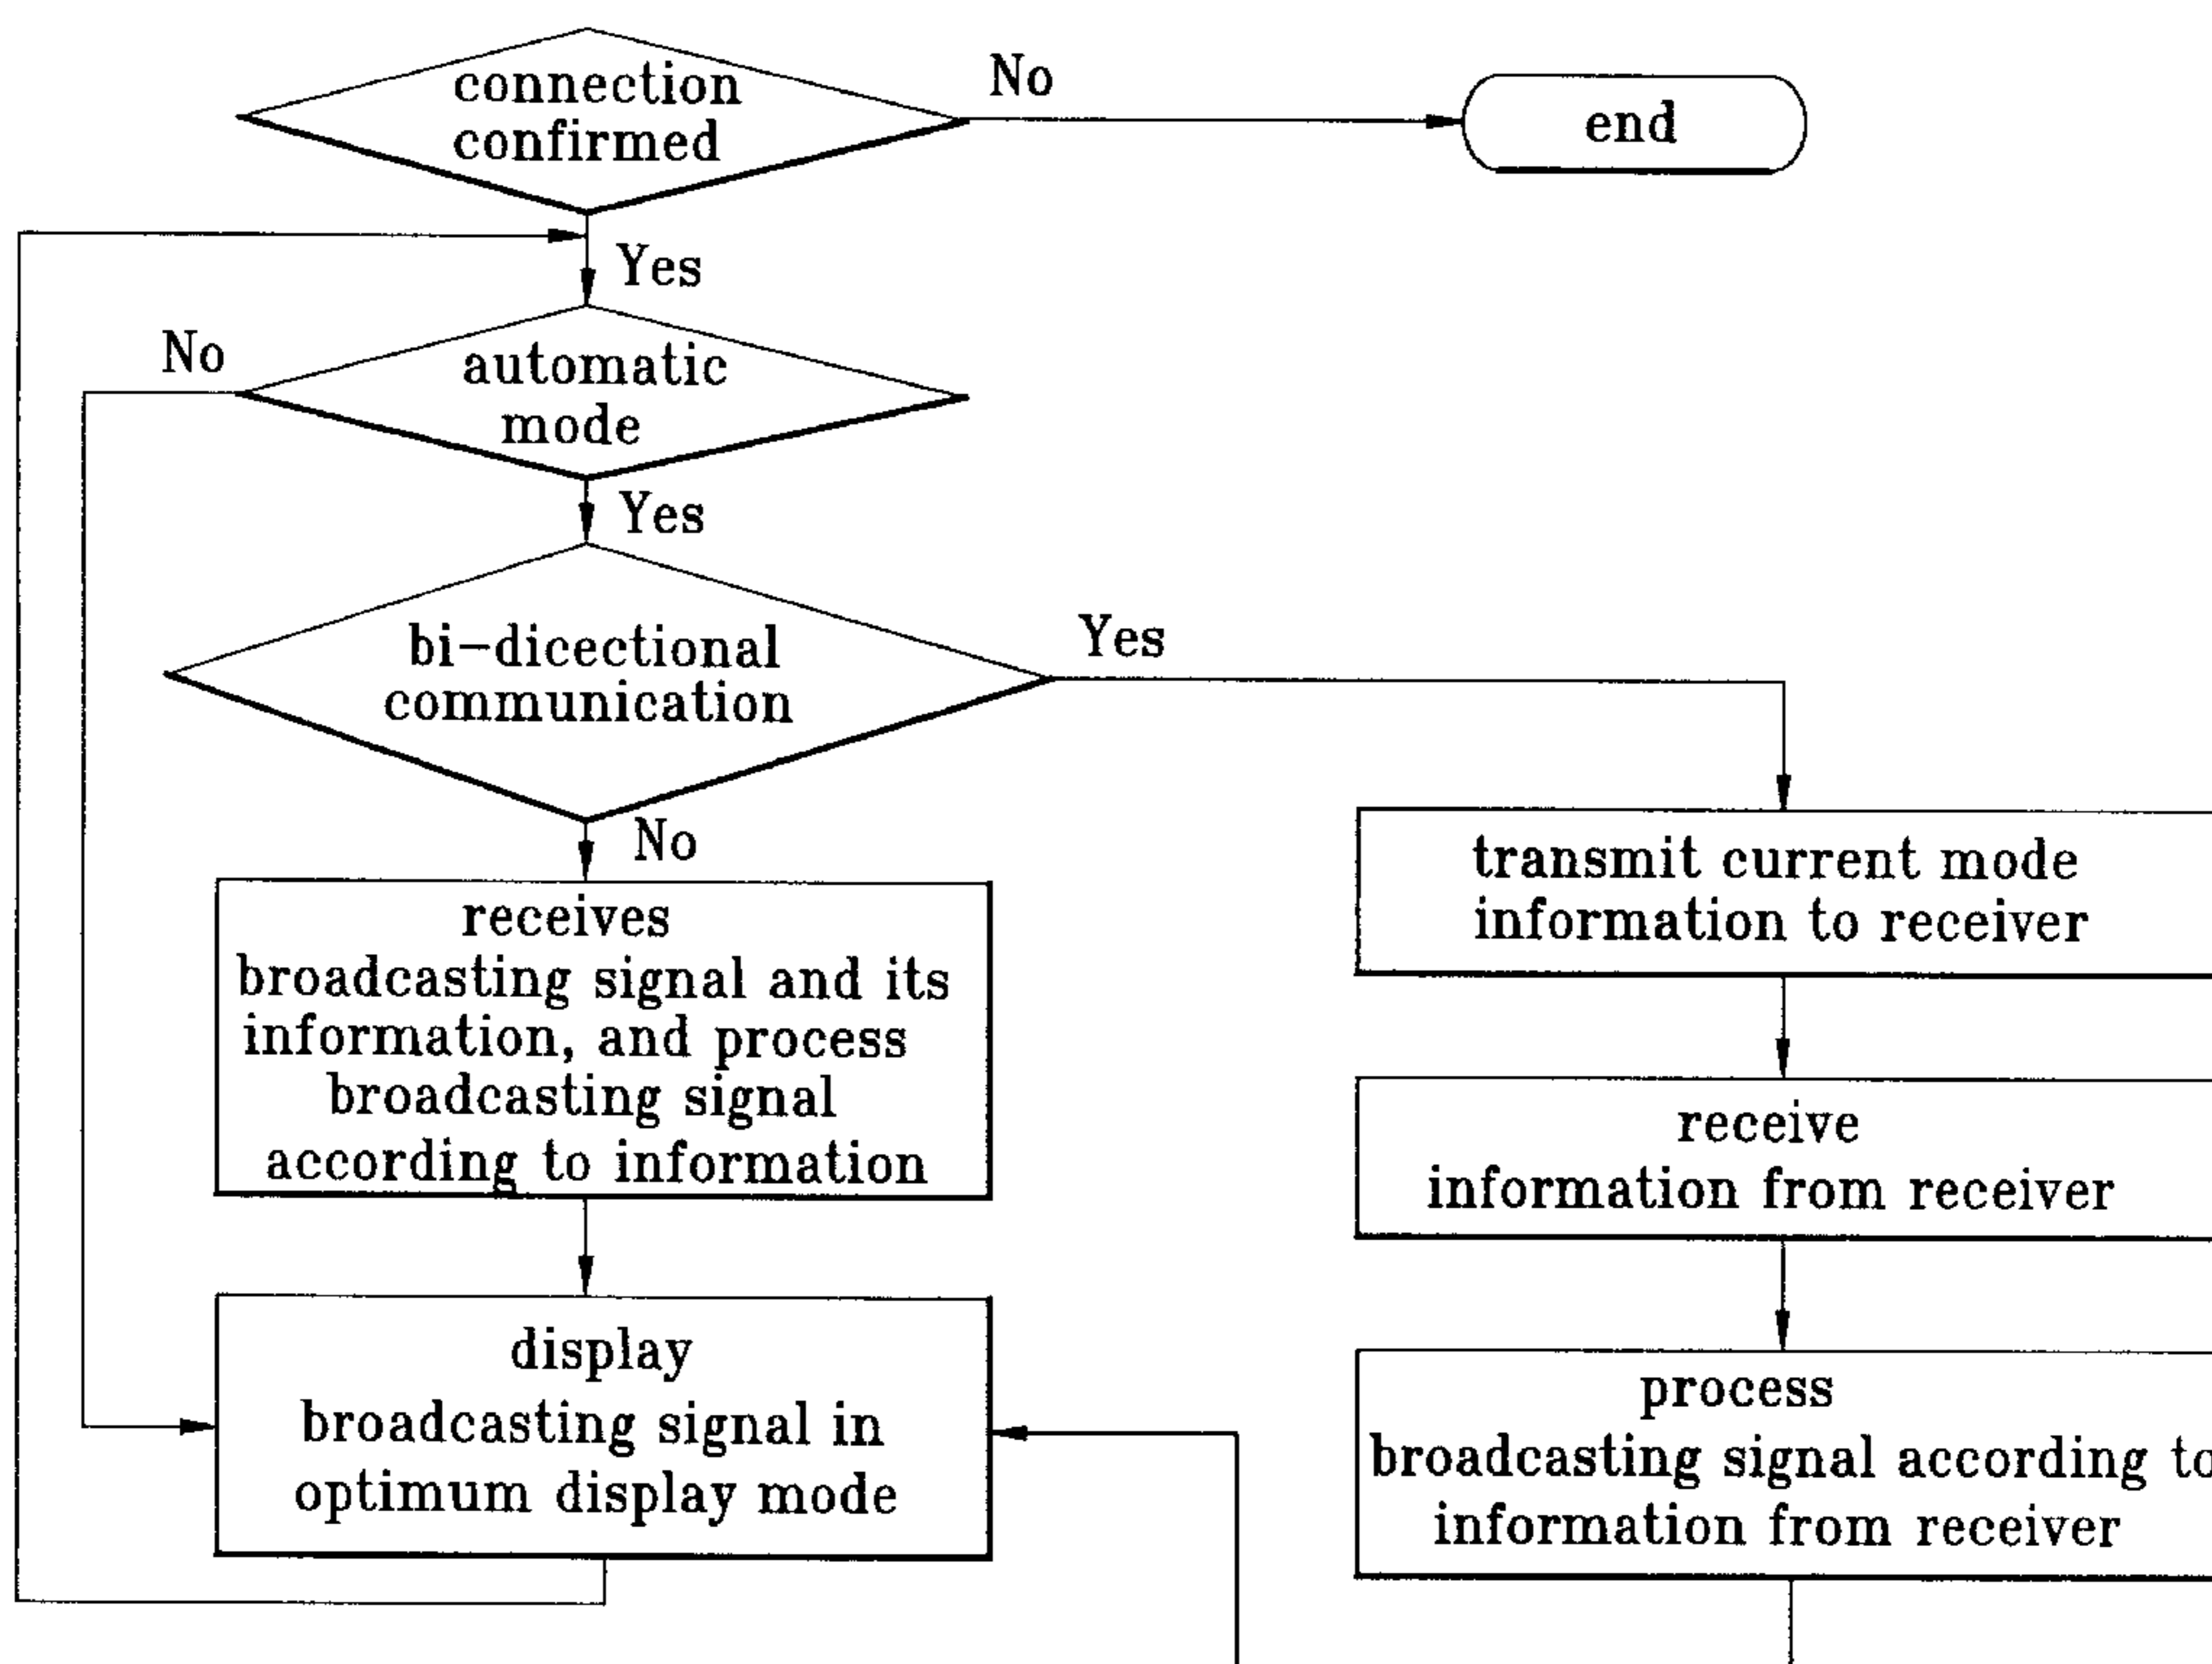 connection
confirmed
No
end
Yes
No
automatic
mode
Yes
bi-dicectional
communication
Yes
No
receives
broadcasting signal and its
information, and process
broadcasting signal
according to information
transmit current mode
information to receiver
receive
information from receiver
display
broadcasting signal in
optimum display mode
process
broadcasting signal according to
information from receiver